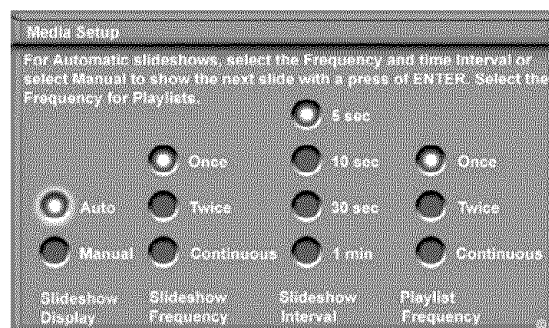 Media Setup
For Automatic slideshows, select the Frequency and time Interval or
select Manual to show the next slide with a press of ENTER. Select the
Frequency for Playlists.
5 sec
Once 10 sec Once
Auto Twice 30 sec Twice
Manual Continuous 1 min Continuous
Slideshow Slideshow Slideshow Playlist
Display Frequency Interval Frequency